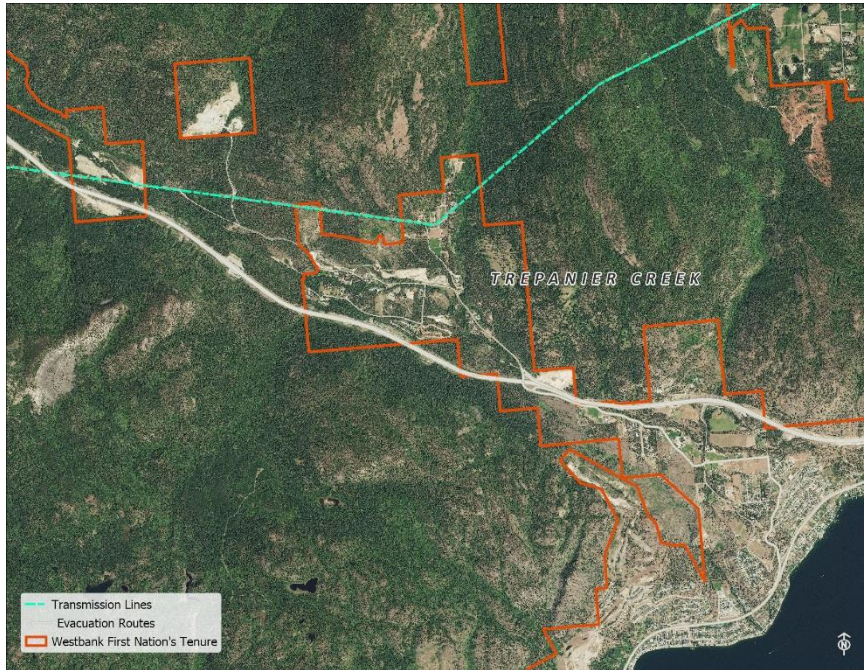 TREPANIER CREEK
Transmission Lines
Evacuation Routes
Westbank First Nation's Tenure